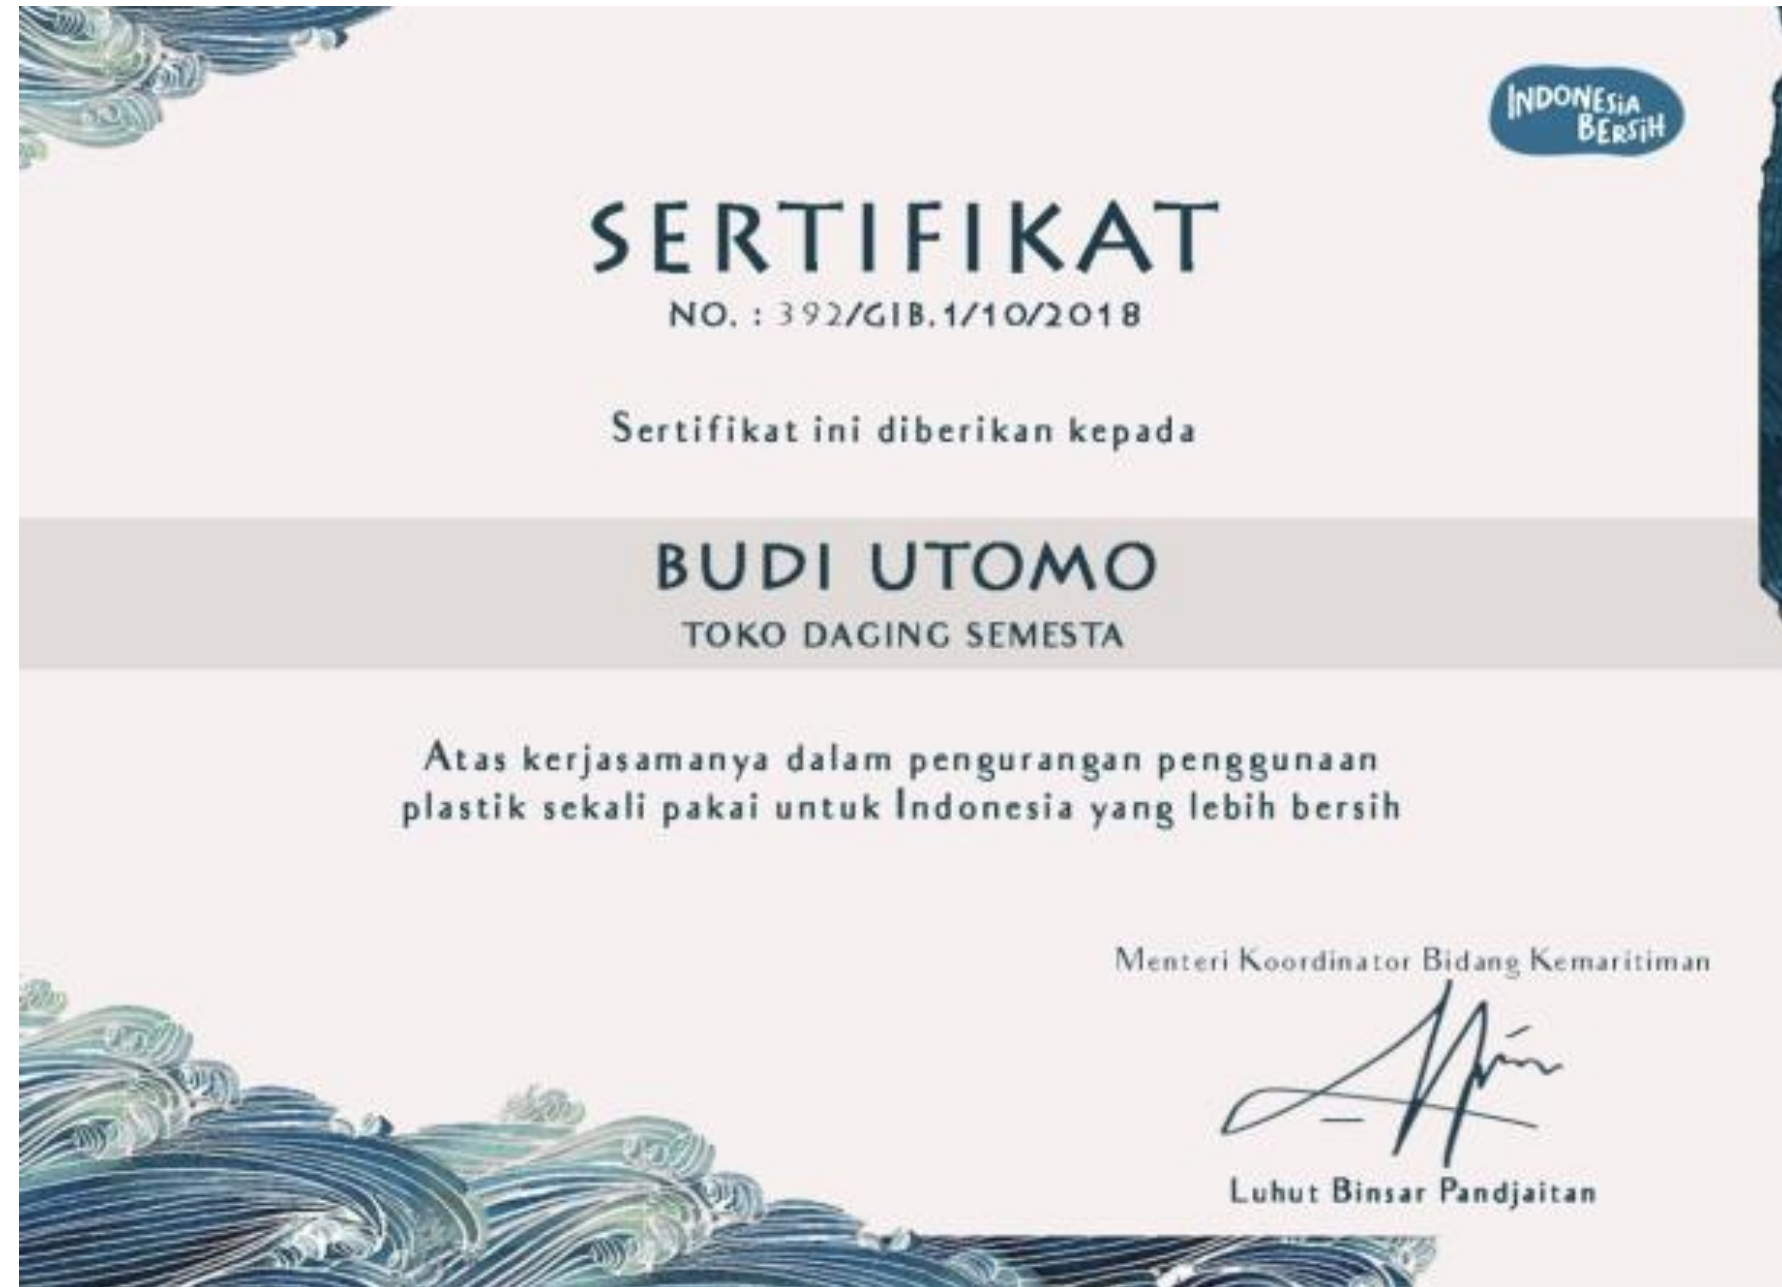 INDONESIA
BERSIH
SERTIFIKAT
NO. : 392/GIB.1/10/2018
Sertifikat ini diberikan kepada
BUDI UTOMO
TOKO DAGING SEMESTA
Atas kerjasamanya dalam pengurangan penggunaan
plastik sekali pakai untuk Indonesia yang lebih bersih
Menteri Koordinator Bidang Kemaritiman
Luhut Binsar Pandjaitan